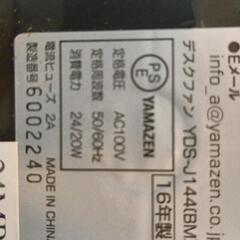 ●Eメール
info_a@yamazen.co.jp
デスクファン YDS-J144(BM
PS
E
YAMAZEN
定格電圧 AC100V
定格周波数 50/60Hz
消費電力 24/20W
16年製
電流ヒューズ 2A
製造番号 6002240
MADE IN CHINA